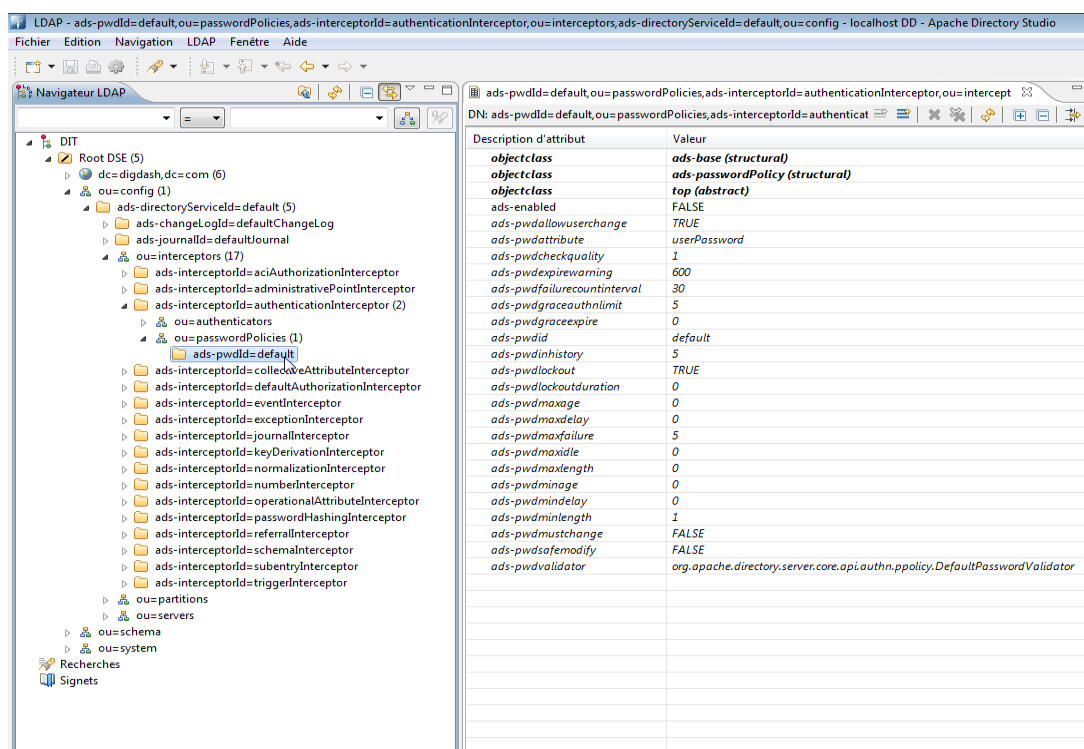 LDAP - ads-pwdId=default,ou=passwordPolicies,ads-interceptorId=authenticationInterceptor,ou=interceptors,ads-directoryServiceId=default,ou=config - localhost DD - Apache Directory Studio
Fichier Edition Navigation LDAP Fenêtre Aide
Navigateur LDAP
=
DIT
Root DSE (5)
dc=digdash,dc=com (6)
ou=config (1)
ads-directoryServiceId=default (5)
ads-changeLogId=defaultChangeLog
ads-journalId=defaultJournal
ou=interceptors (17)
ads-interceptorId=aciAuthorizationInterceptor
ads-interceptorId=administrativePointInterceptor
ads-interceptorId=authenticationInterceptor (2)
ou=authenticators
ou=passwordPolicies (1)
ads-pwdId=default
ads-interceptorId=collectiveAttributeInterceptor
ads-interceptorId=defaultAuthorizationInterceptor
ads-interceptorId=eventInterceptor
ads-interceptorId=exceptionInterceptor
ads-interceptorId=journalInterceptor
ads-interceptorId=keyDerivationInterceptor
ads-interceptorId=normalizationInterceptor
ads-interceptorId=numberInterceptor
ads-interceptorId=operationalAttributeInterceptor
ads-interceptorId=passwordHashingInterceptor
ads-interceptorId=referralInterceptor
ads-interceptorId=schemaInterceptor
ads-interceptorId=subentryInterceptor
ads-interceptorId=triggerInterceptor
ou=partitions
ou=servers
ou=schema
ou=system
Recherches
Signets
ads-pwdId=default,ou=passwordPolicies,ads-interceptorId=authenticationInterceptor,ou=intercept
DN: ads-pwdId=default,ou=passwordPolicies,ads-interceptorId=authenticat
Description d'attribut Valeur
objectclass ads-base (structural)
objectclass ads-passwordPolicy (structural)
objectclass top (abstract)
ads-enabled FALSE
ads-pwdallowuserchange TRUE
ads-pwdattribute userPassword
ads-pwdcheckquality 1
ads-pwdexpirewarning 600
ads-pwdfailurecountinterval 30
ads-pwdgraceauthnlimit 5
ads-pwdgraceexpire 0
ads-pwdid default
ads-pwdinhistory 5
ads-pwdlockout TRUE
ads-pwdlockoutduration 0
ads-pwdmaxage 0
ads-pwdmaxdelay 0
ads-pwdmaxfailure 5
ads-pwdmaxidle 0
ads-pwdmaxlength 0
ads-pwdminage 0
ads-pwdmindelay 0
ads-pwdminlength 1
ads-pwdmustchange FALSE
ads-pwdsafemodify FALSE
ads-pwdvalidator org.apache.directory.server.core.api.authn.ppolicy.DefaultPasswordValidator